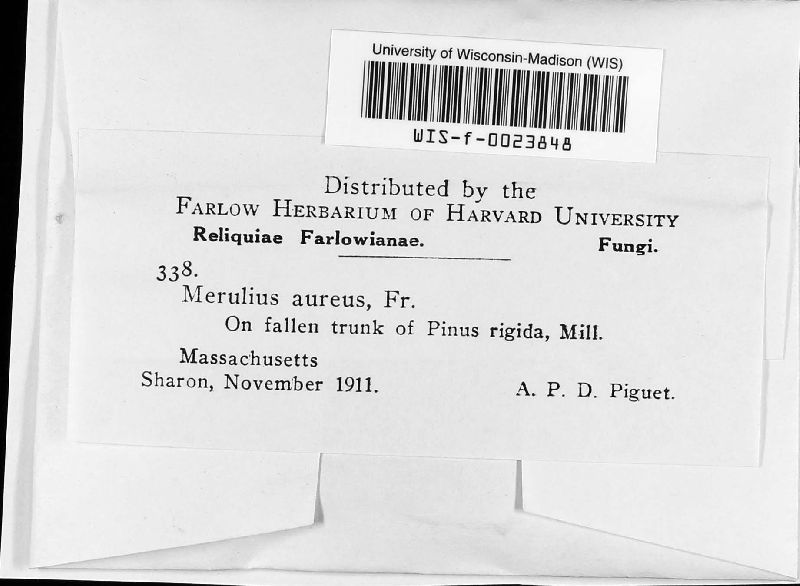 University of Wisconsin-Madison (WIS)
WIS-f-0023848
Distributed by the
FARLOW HERBARIUM OF HARVARD UNIVERSITY
Reliquiae Farlowianae. Fungi.
338.
Merulius aureus, Fr.
On fallen trunk of Pinus rigida, Mill.
Massachusetts
Sharon, November 1911. A. P. D. Piguet.